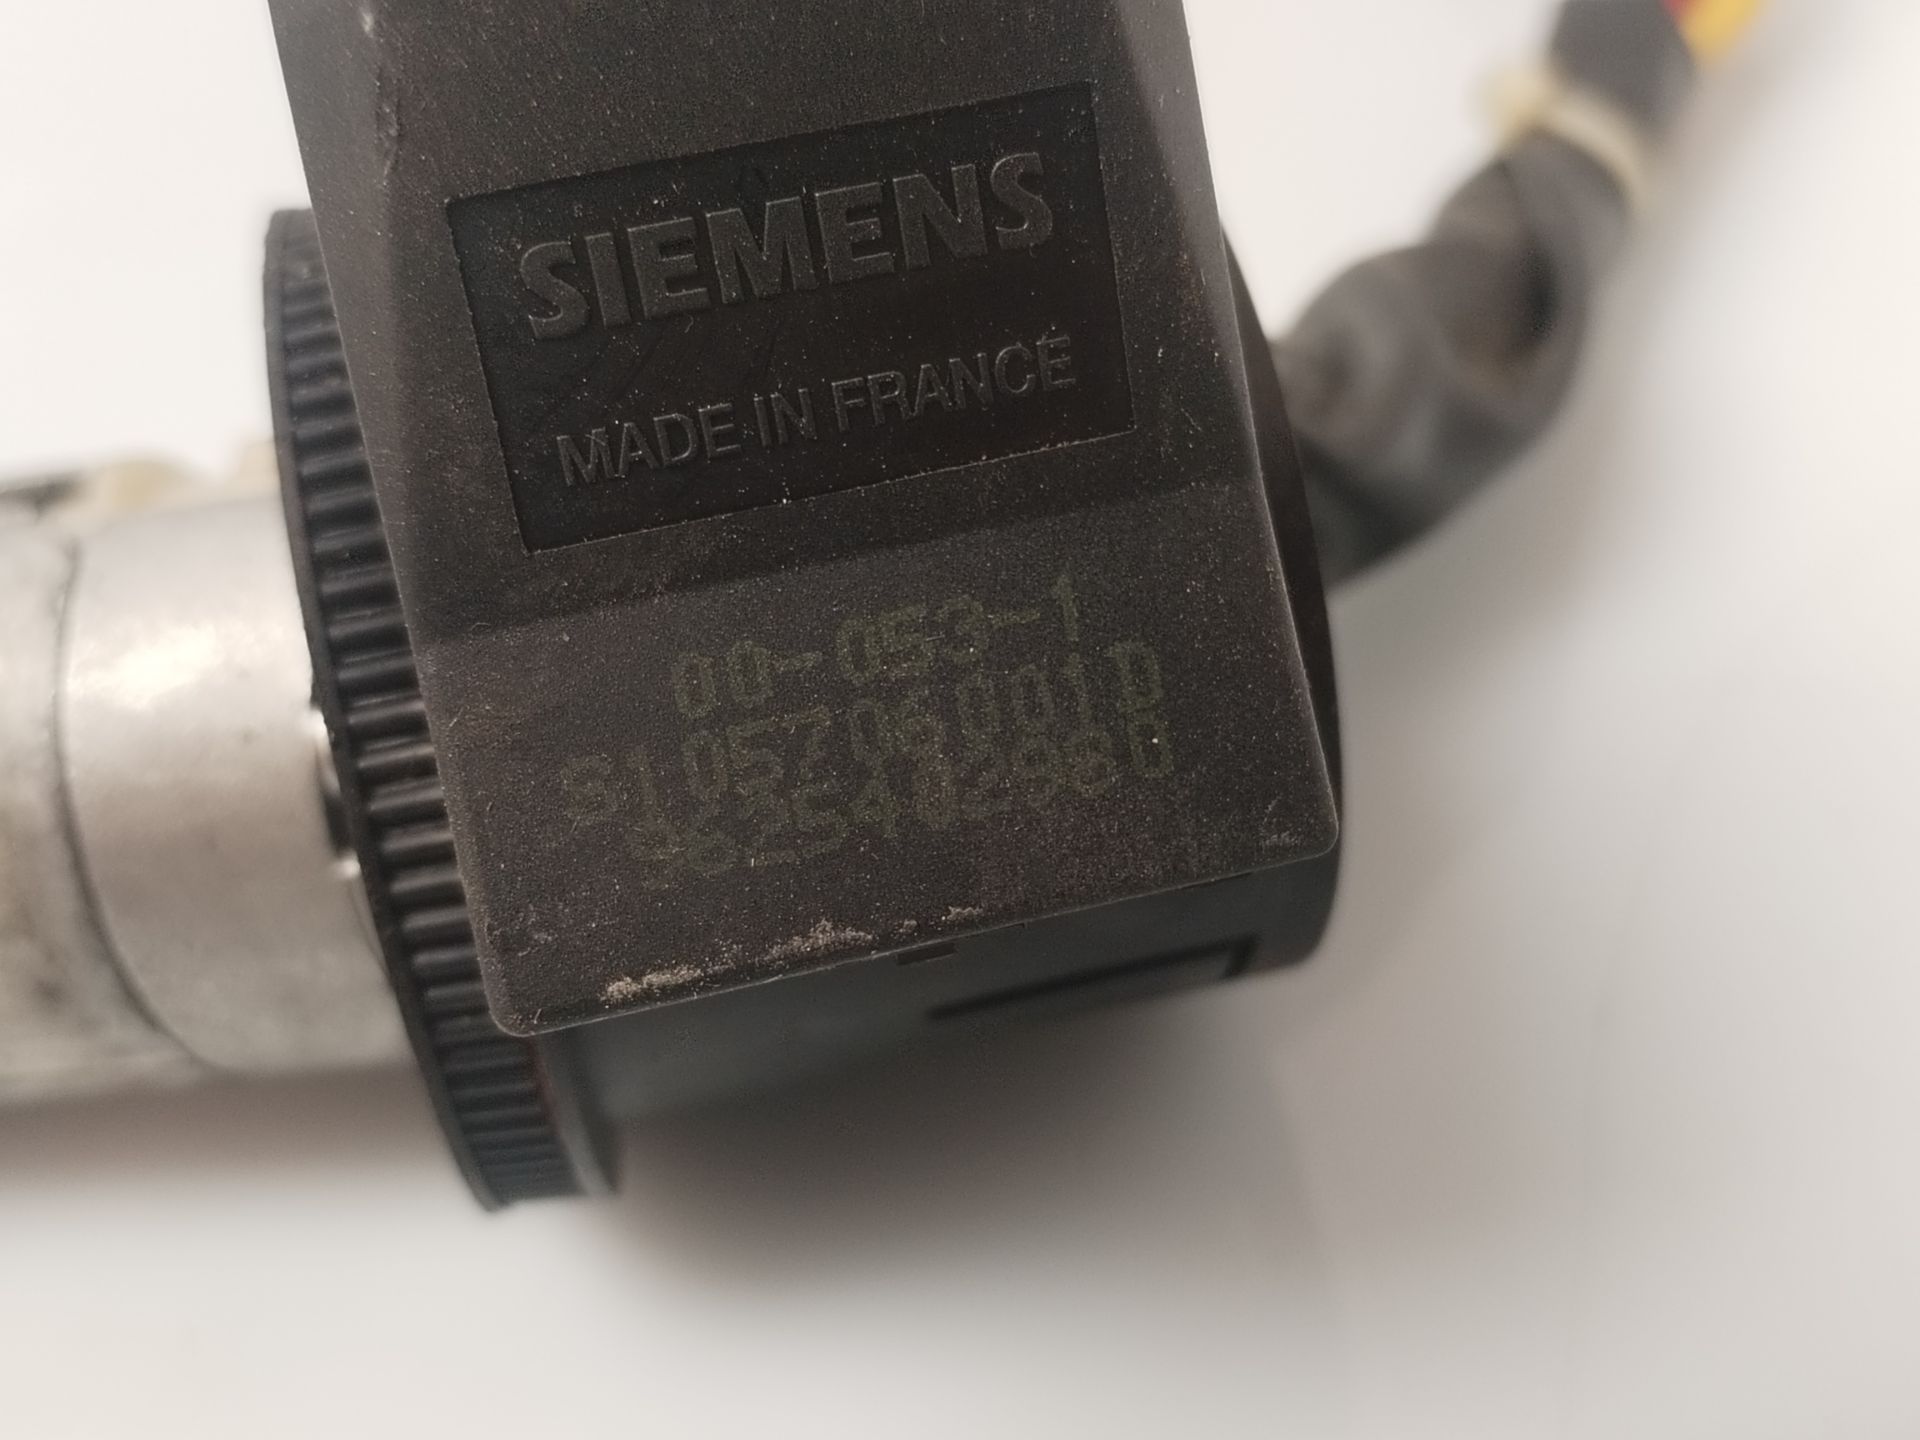 SIEMENS
MADE IN FRANCE
00-053-1
S105706001D